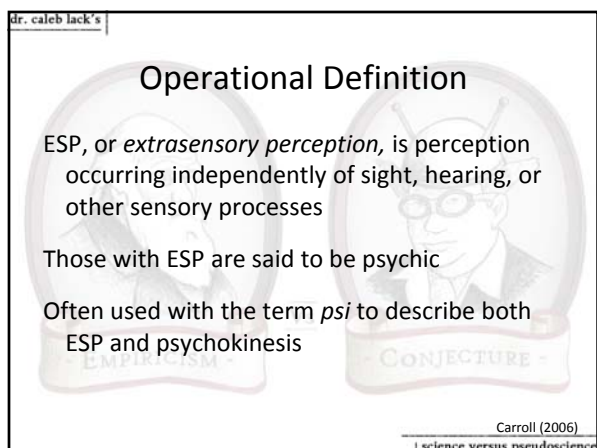 dr. caleb lack's
Operational Definition
ESP, or extrasensory perception, is perception
occurring independently of sight, hearing, or
other sensory processes
Those with ESP are said to be psychic
Often used with the term psi to describe both
ESP and psychokinesis
- EMPIRICISM -
- CONJECTURE -
Carroll (2006)
science versus pseudoscience